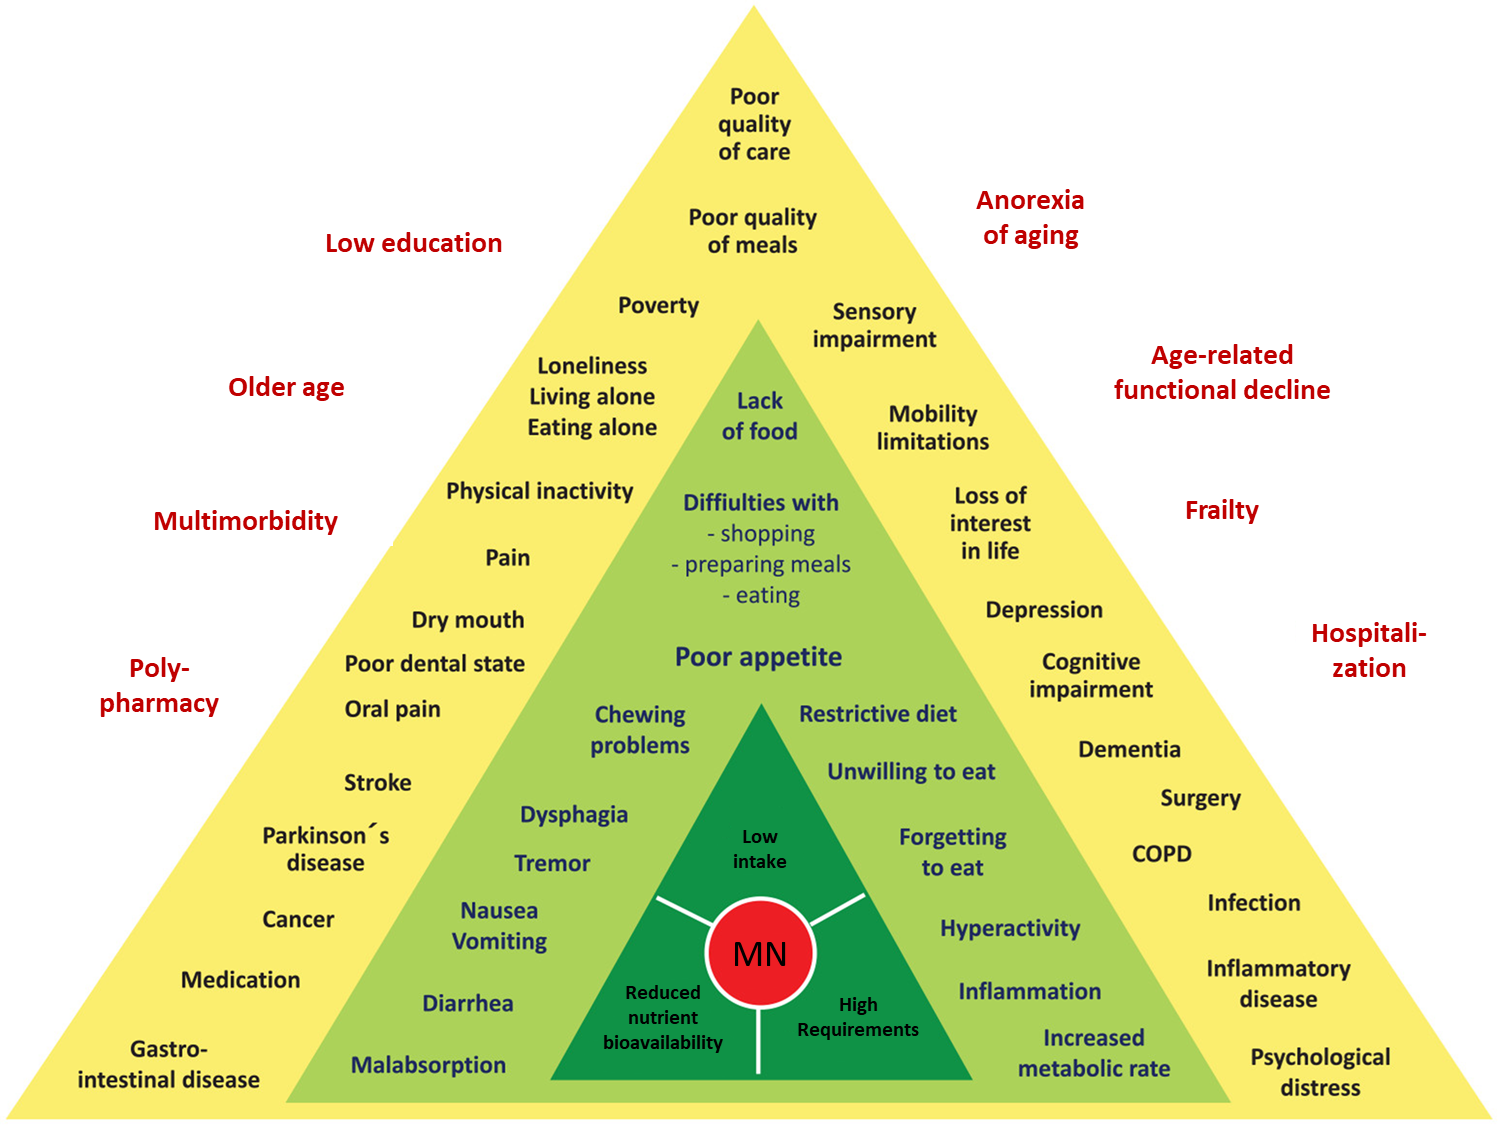 Poor
quality
of care
Poor quality
of meals
Low education
Anorexia
of aging
Poverty
Sensory
impairment
Loneliness
Living alone
Eating alone
Older age
Age-related
functional decline
Lack
of food
Mobility
limitations
Physical inactivity
Multimorbidity
Diffiulties with
- shopping
- preparing meals
- eating
Loss of
interest
in life
Frailty
Pain
Dry mouth
Poor dental state
Oral pain
Poly-
pharmacy
Poor appetite
Depression
Cognitive
impairment
Hospitali-
zation
Chewing
problems
Restrictive diet
Unwilling to eat
Dementia
Stroke
Surgery
Dysphagia
Parkinson´s
disease
Tremor
Low
intake
Forgetting
to eat
COPD
Cancer
Nausea
Vomiting
Hyperactivity
Infection
MN
Medication
Diarrhea
Reduced
nutrient
bioavailability
High
Requirements
Inflammation
Inflammatory
disease
Gastro-
intestinal disease
Malabsorption
Increased
metabolic rate
Psychological
distress